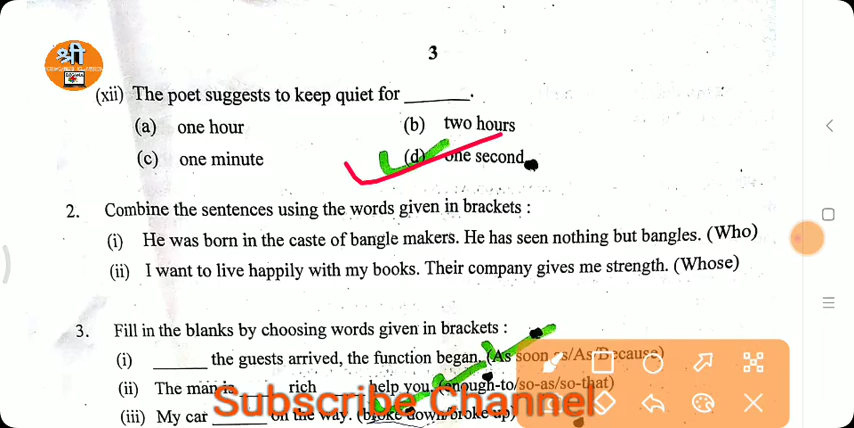 श्री
3
(xii) The poet suggests to keep quiet for ______.
(a) one hour (b) two hours
(c) one minute (d) one second
2. Combine the sentences using the words given in brackets :
(i) He was born in the caste of bangle makers. He has seen nothing but bangles. (Who)
(ii) I want to live happily with my books. Their company gives me strength. (Whose)
3. Fill in the blanks by choosing words given in brackets :
(i) ______ the guests arrived, the function began. (As soon as/As/Because)
(ii) The man is ____ rich ____ help you. (enough-to/so-as/so-that)
(iii) My car ______ on the way. (broke down/broke up)
Subscribe Channel